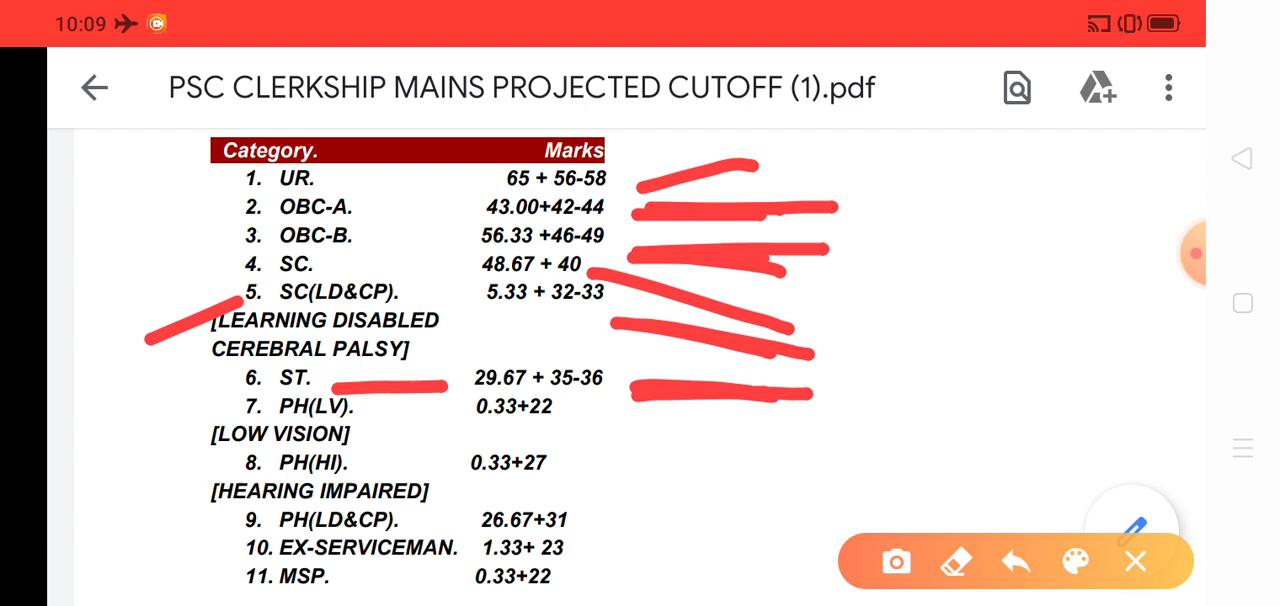 10:09
PSC CLERKSHIP MAINS PROJECTED CUTOFF (1).pdf
Category. Marks
1. UR. 65 + 56-58
2. OBC-A. 43.00+42-44
3. OBC-B. 56.33 +46-49
4. SC. 48.67 + 40
5. SC(LD&CP). 5.33 + 32-33
[LEARNING DISABLED
CEREBRAL PALSY]
6. ST. 29.67 + 35-36
7. PH(LV). 0.33+22
[LOW VISION]
8. PH(HI). 0.33+27
[HEARING IMPAIRED]
9. PH(LD&CP). 26.67+31
10. EX-SERVICEMAN. 1.33+ 23
11. MSP. 0.33+22